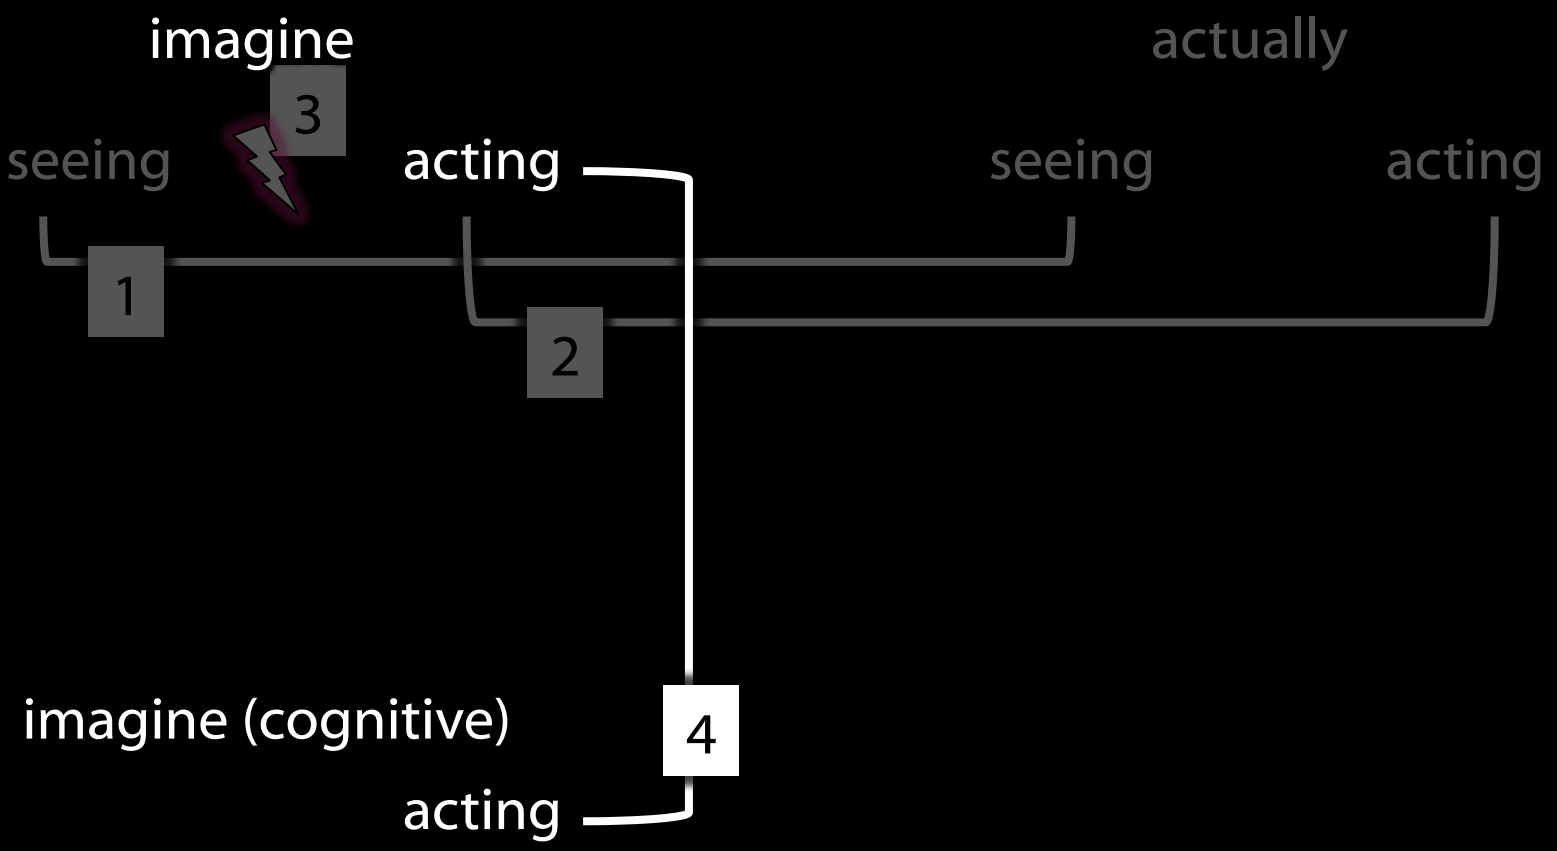 imagine
actually
3
seeing
acting
seeing
acting
1
2
imagine (cognitive)
4
acting